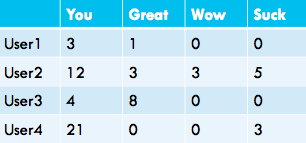 You Great Wow Suck
User1 3 1 0 0
User2 12 3 3 5
User3 4 8 0 0
User4 21 0 0 3